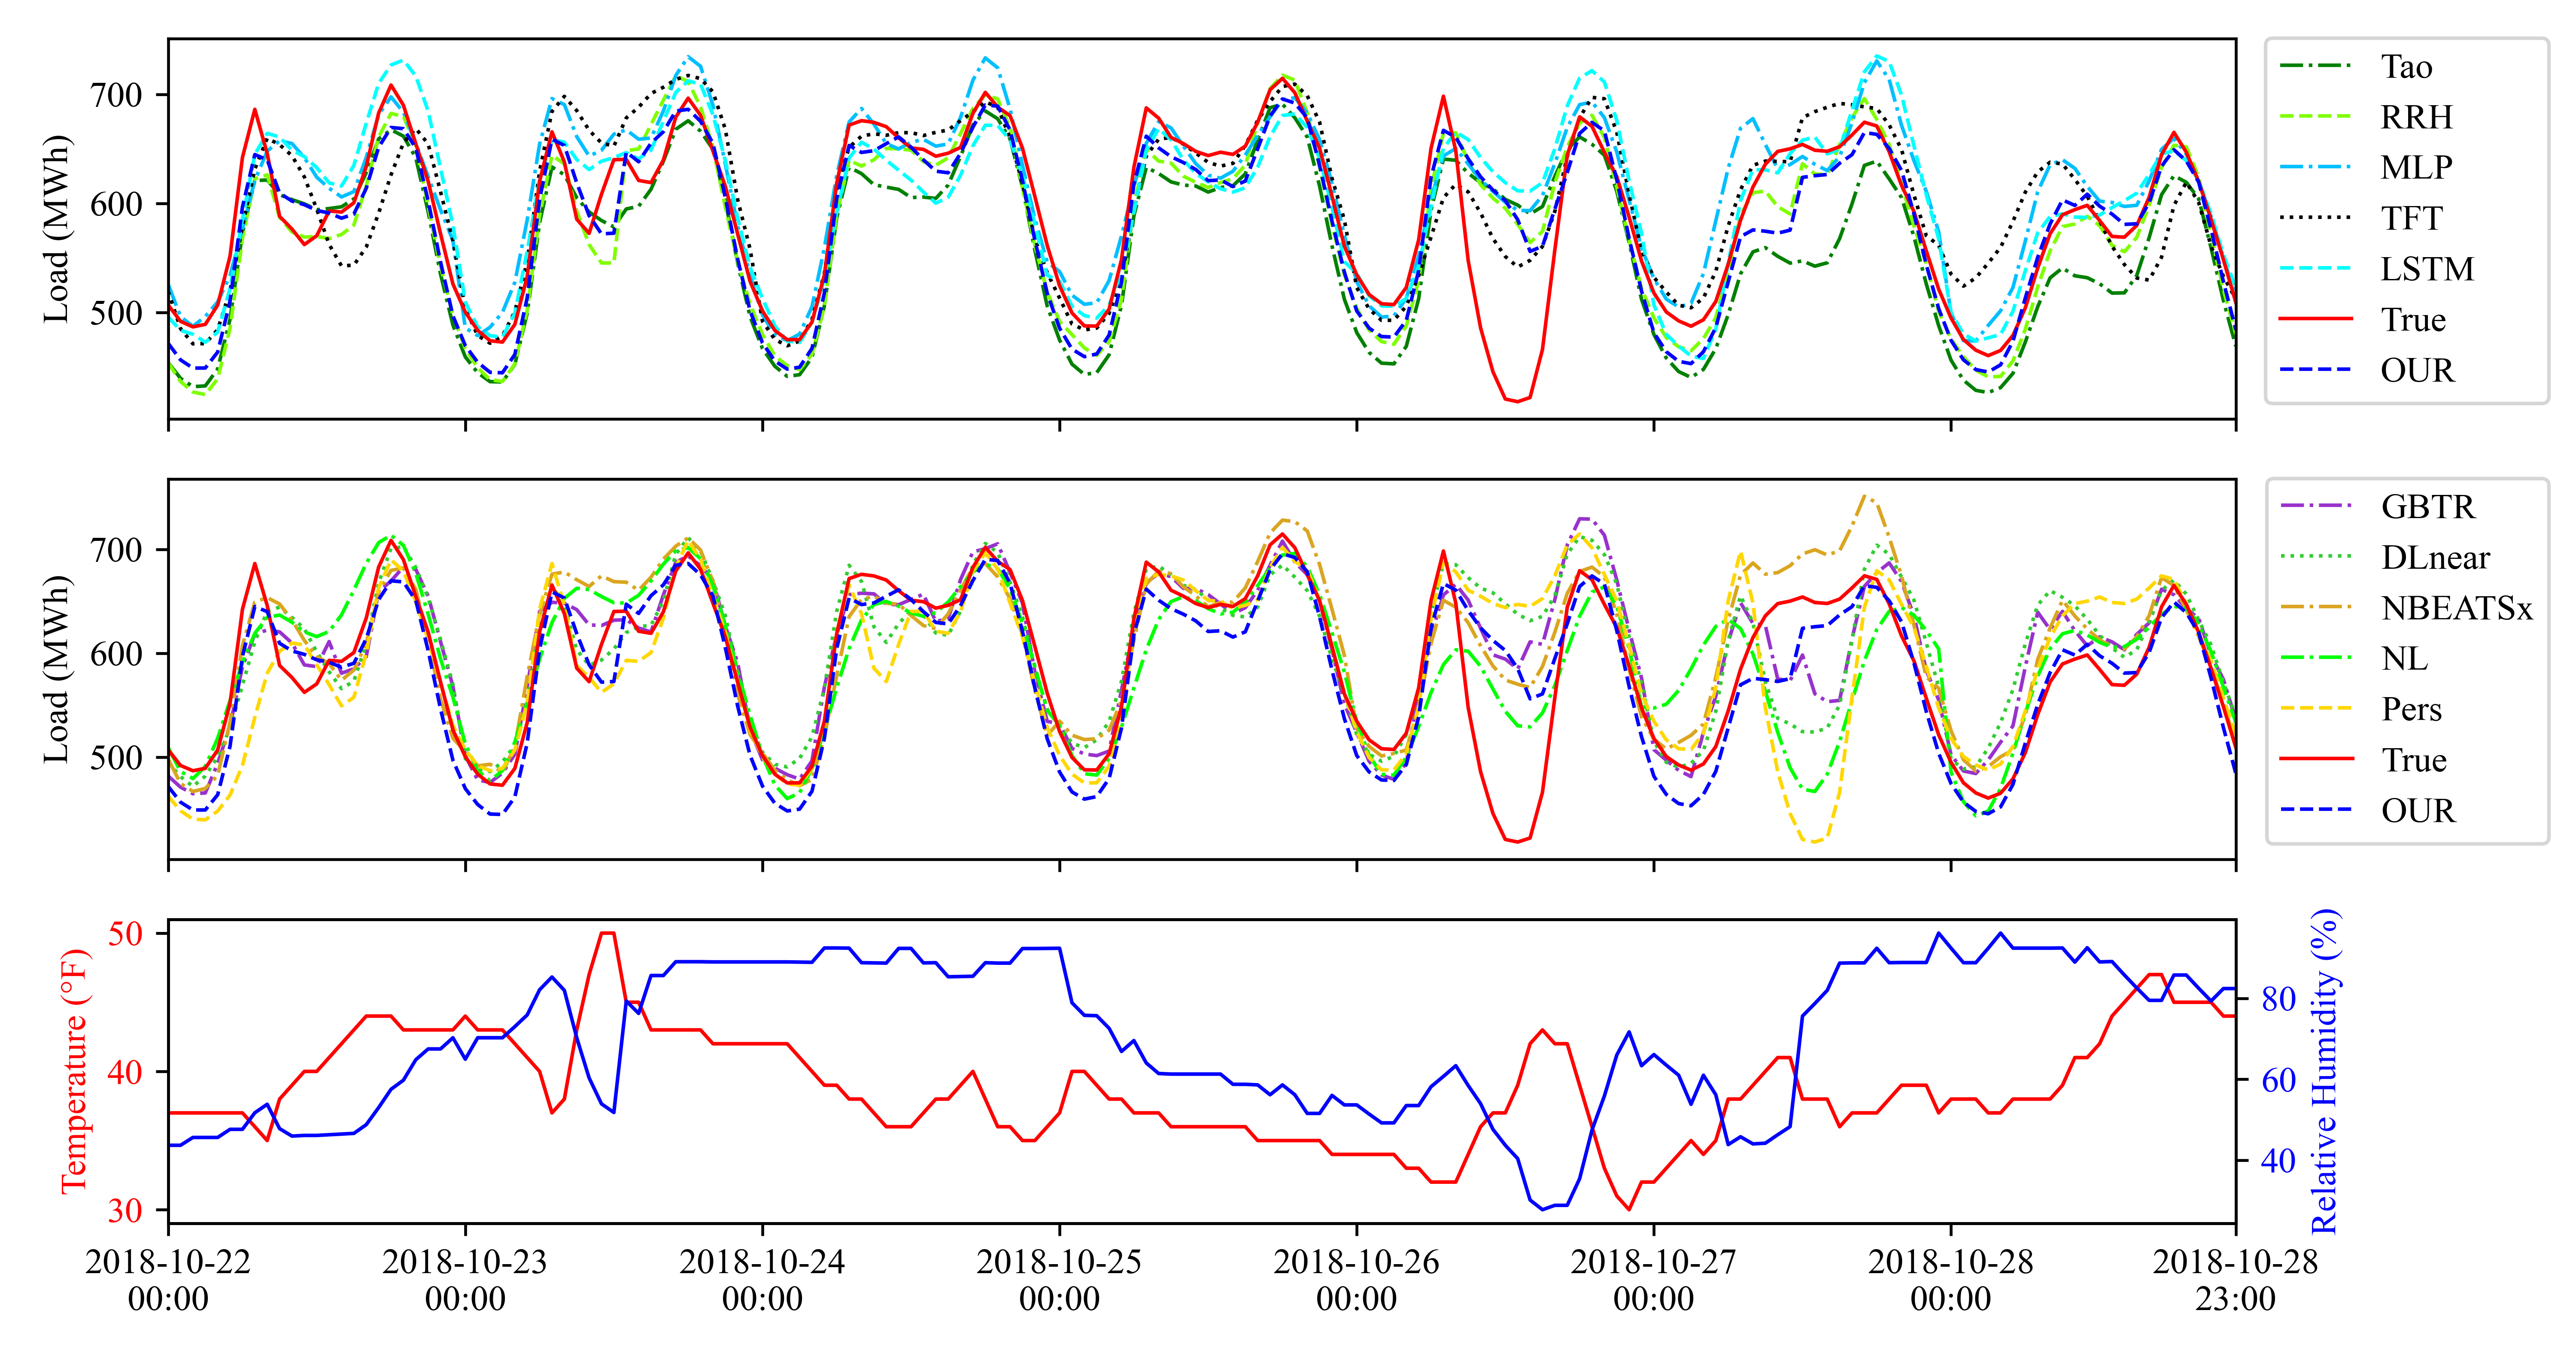 Load (MWh)
700
600
500
Tao
RRH
MLP
TFT
LSTM
True
OUR
Load (MWh)
700
600
500
GBTR
DLnear
NBEATSx
NL
Pers
True
OUR
Temperature (°F)
50
40
30
80
60
40
Relative Humidity (%)
2018-10-22 2018-10-23 2018-10-24 2018-10-25 2018-10-26 2018-10-27 2018-10-28 2018-10-28
00:00 00:00 00:00 00:00 00:00 00:00 00:00 23:00